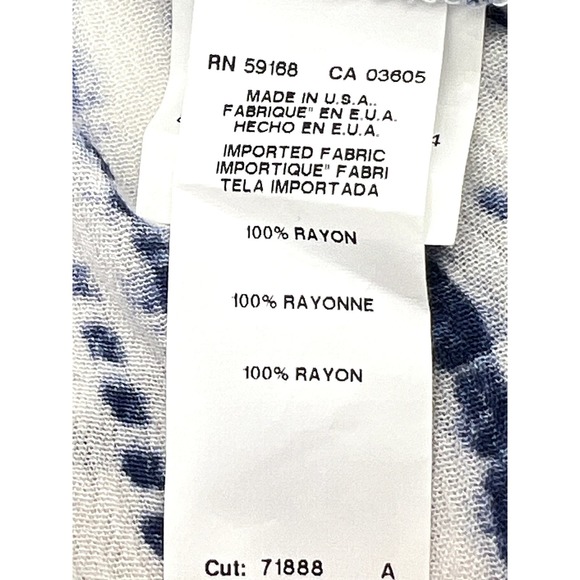 RN 59168 CA 03605
MADE IN U.S.A..
FABRIQUE" EN E.U.A.
HECHO EN E.U.A.
4
IMPORTED FABRIC
IMPORTIQUE" FABRI
TELA IMPORTADA
100% RAYON
100% RAYONNE
100% RAYON
Cut: 71888 A